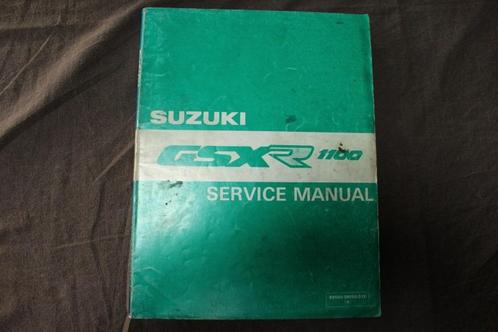 SUZUKI
GSXR 1100
SERVICE MANUAL